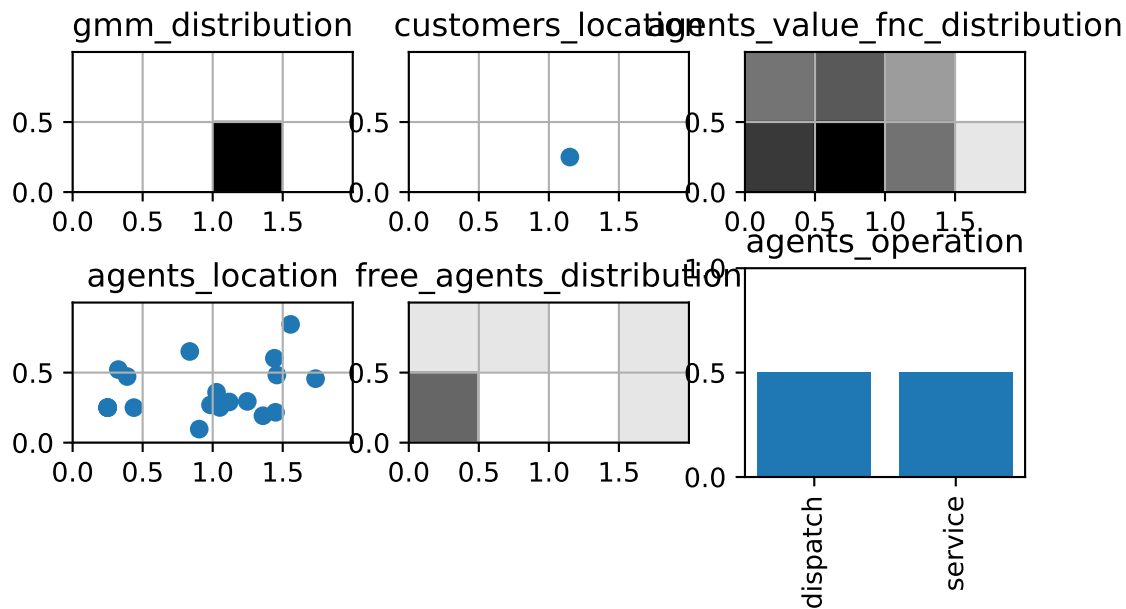 gmm_distribution
customers_location
agents_value_fnc_distribution
0.5
0.0
0.0 0.5 1.0 1.5
0.5
0.0
0.0 0.5 1.0 1.5
0.5
0.0
0.0 0.5 1.0 1.5
agents_location
free_agents_distribution
agents_operation
0.5
0.0
0.0 0.5 1.0 1.5
0.5
0.0
0.0 0.5 1.0 1.5
1.0
0.5
0.0
dispatch
service